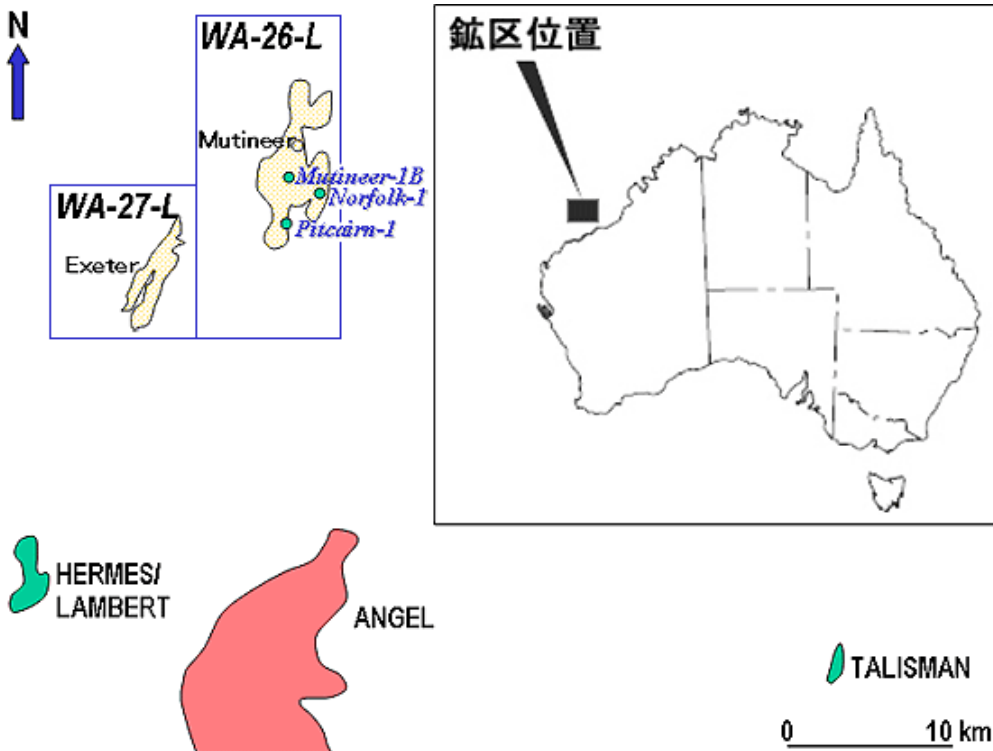 N
WA-26-L
鉱区位置
Mutineer
Mutineer-1B
Norfolk-1
WA-27-L
Pitcairn-1
Exeter
HERMES/
LAMBERT
ANGEL
TALISMAN
0 10 km